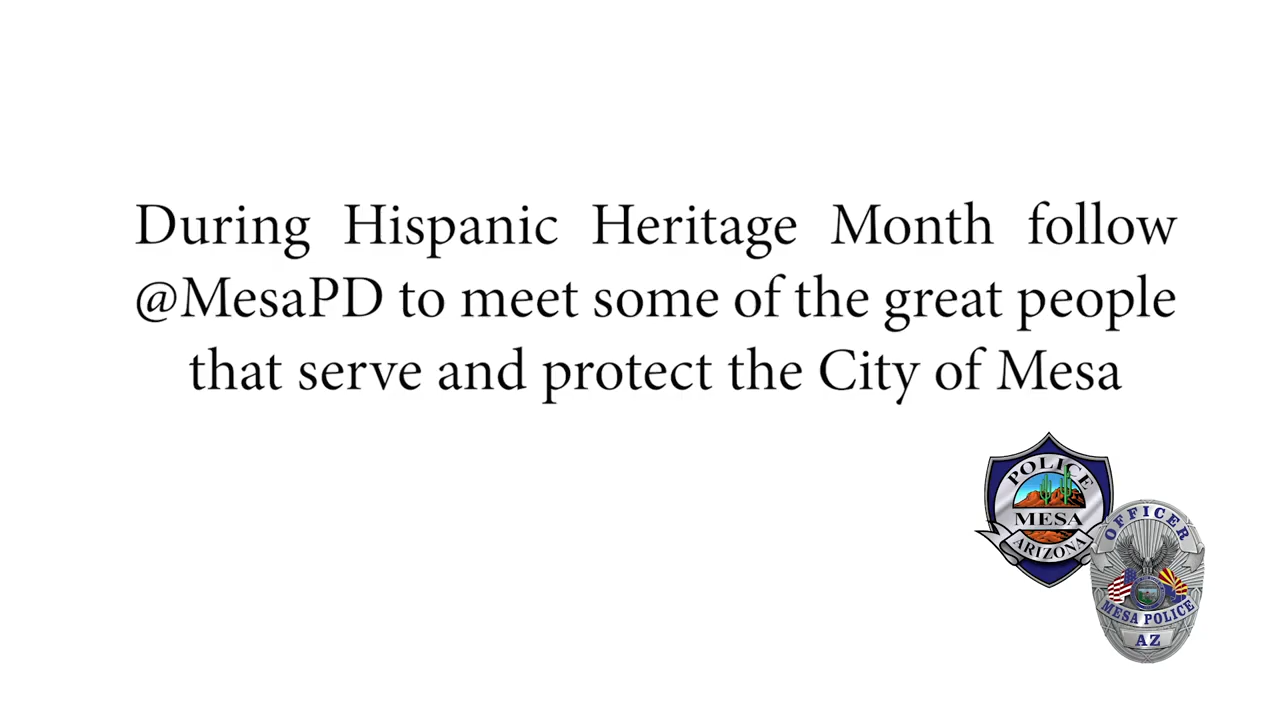 During Hispanic Heritage Month follow
@MesaPD to meet some of the great people
that serve and protect the City of Mesa
POLICE
MESA
ARIZONA
OFFICER
MESA POLICE
AZ